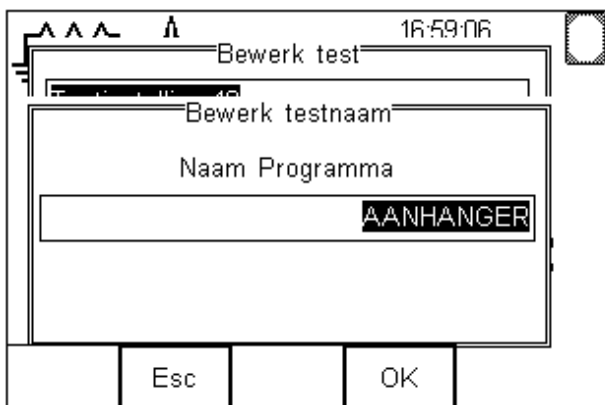 16:59:06
Bewerk test
Bewerk testnaam
Naam Programma
AANHANGER
Esc
OK